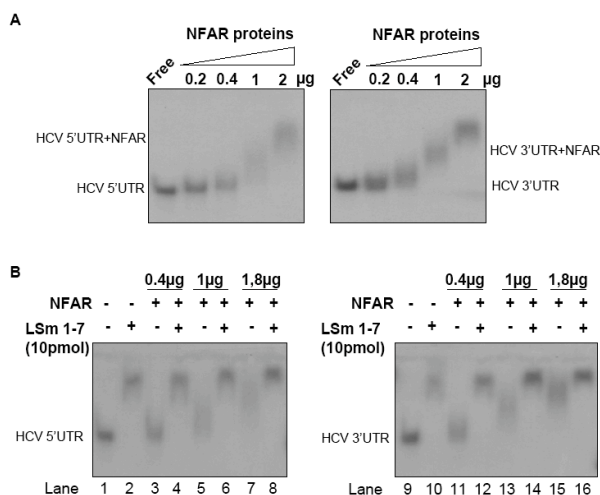 A
NFAR proteins NFAR proteins
Free 0.2 0.4 1 2 µg Free 0.2 0.4 1 2 µg
HCV 5'UTR+NFAR
HCV 3'UTR+NFAR
HCV 5'UTR HCV 3'UTR
B
0.4µg 1µg 1,8µg 0.4µg 1µg 1,8µg
NFAR - - + + + + + + NFAR - - + + + + + +
LSm 1-7 - + - + - + - + LSm 1-7 - + - + - + - +
(10pmol) (10pmol)
HCV 5'UTR HCV 3'UTR
Lane 1 2 3 4 5 6 7 8 Lane 9 10 11 12 13 14 15 16